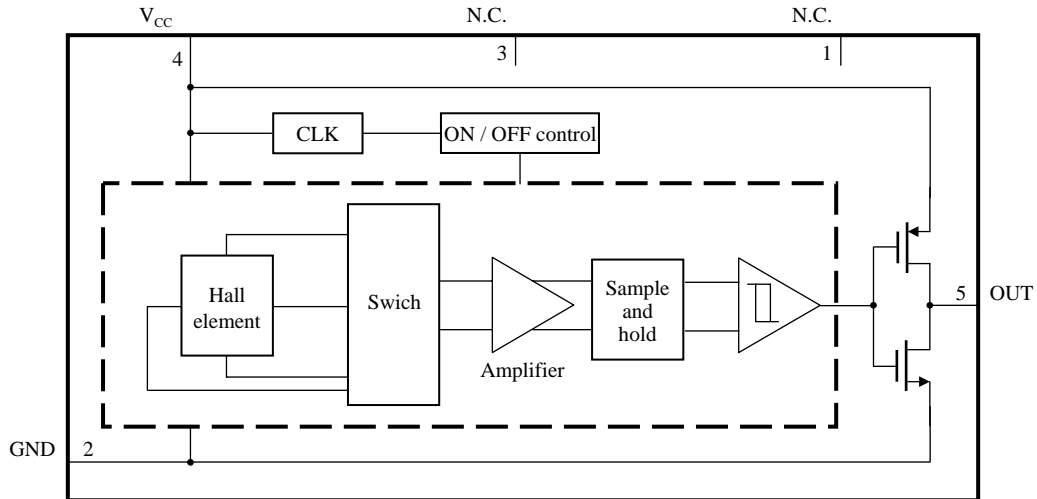 VCC
N.C.
N.C.
4
3
1
CLK
ON / OFF control
Hall
element
Swich
Amplifier
Sample
and
hold
5
OUT
GND
2